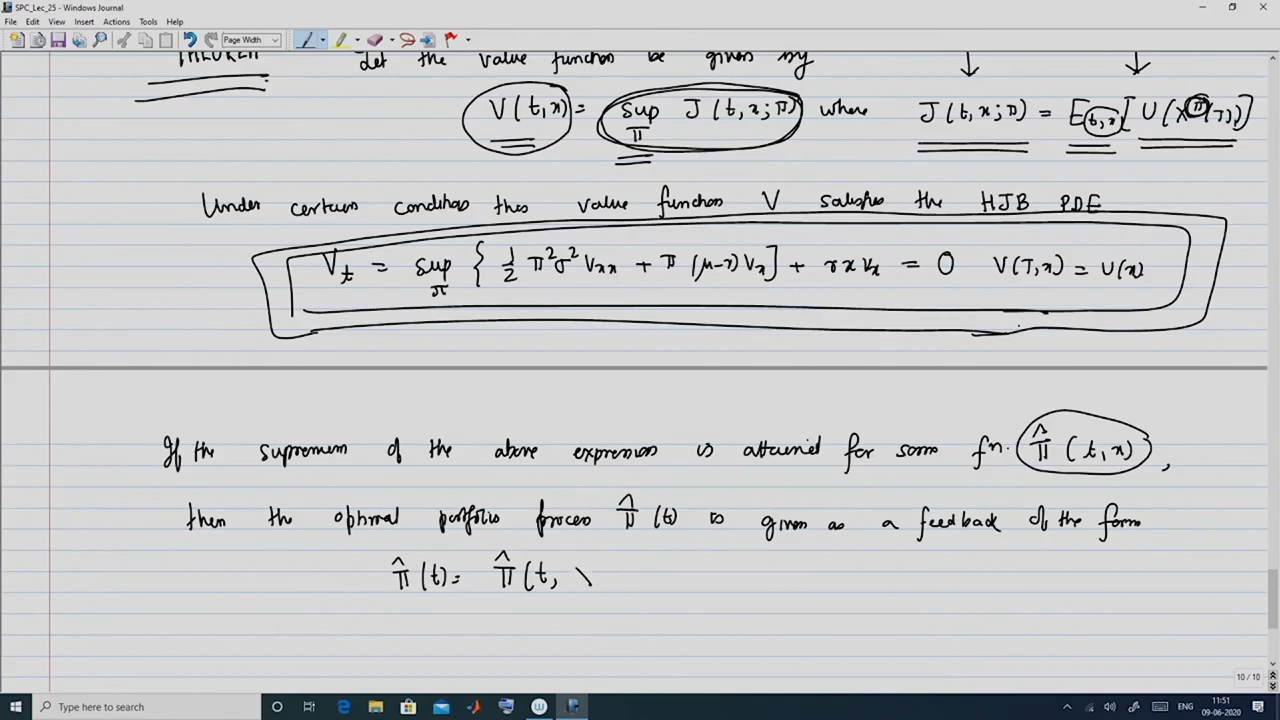 SPC_Lec_25 - Windows Journal
File Edit View Insert Actions Tools Help
Page Width
THEOREM Let the value function be given by
V(t,x) = sup J(t,x;π) where J(t,x;π) = E t,x [U(X^π(T))]
π
Under certain conditions this value function V satisfies the HJB PDE
V_t = sup { 1/2 π²σ² V_xx + π (μ-r) V_x ] + r x V_x = 0 V(T,x) = U(x)
π
If the supremum of the above expression is attained for some fn. π̂ (t,x),
then the optimal portfolio process π̂(t) is given as a feedback of the form
π̂(t) = π̂(t,
10 / 10
Type here to search
ENG
11:51
09-06-2020